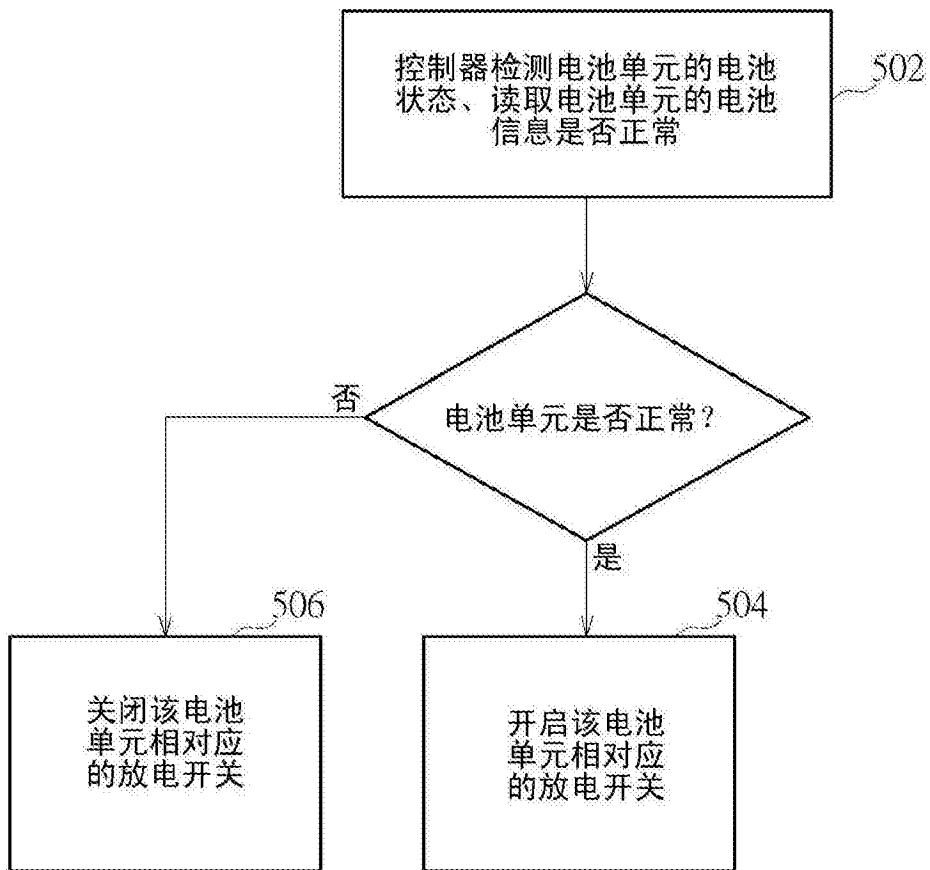 控制器检测电池单元的电池
状态、读取电池单元的电池
信息是否正常
502
否
电池单元是否正常?
是
506
504
关闭该电池
单元相对应
的放电开关
开启该电池
单元相对应
的放电开关